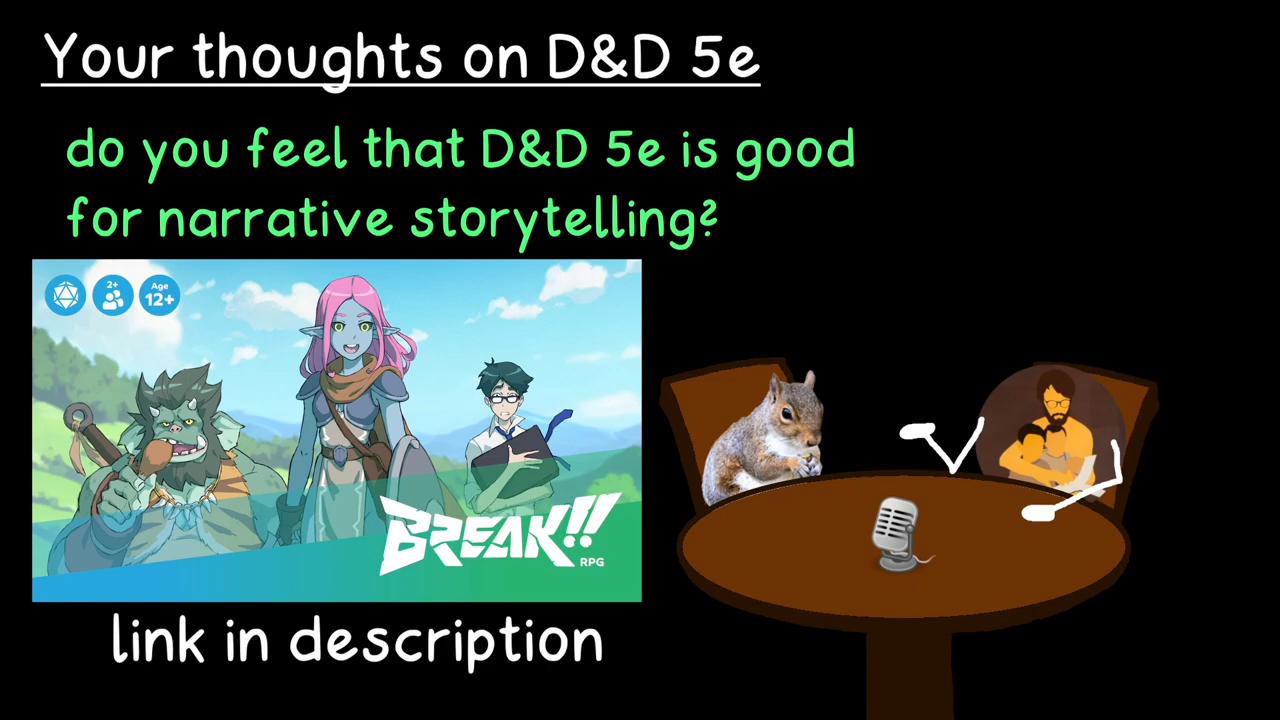 Your thoughts on D&D 5e
do you feel that D&D 5e is good
for narrative storytelling?
2+
Age
12+
BREAK!!
RPG
link in description